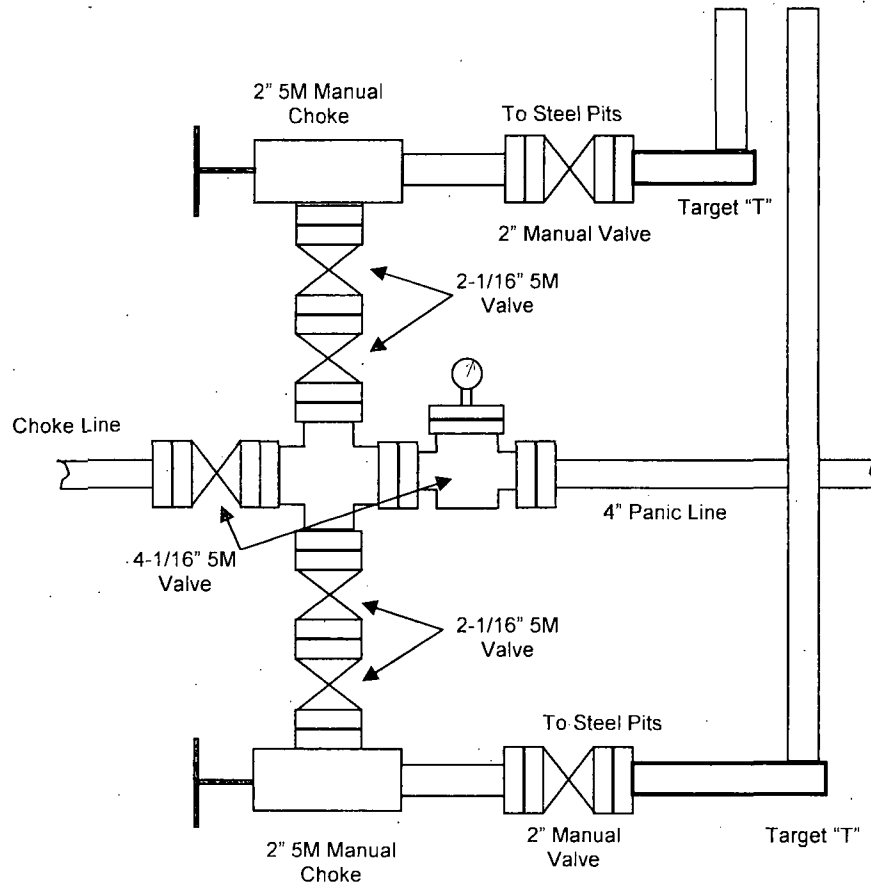 2" 5M Manual
Choke
To Steel Pits
Target "T"
2" Manual Valve
2-1/16" 5M
Valve
Choke Line
4" Panic Line
4-1/16" 5M
Valve
2-1/16" 5M
Valve
To Steel Pits
2" Manual
Valve
Target "T"
2" 5M Manual
Choke